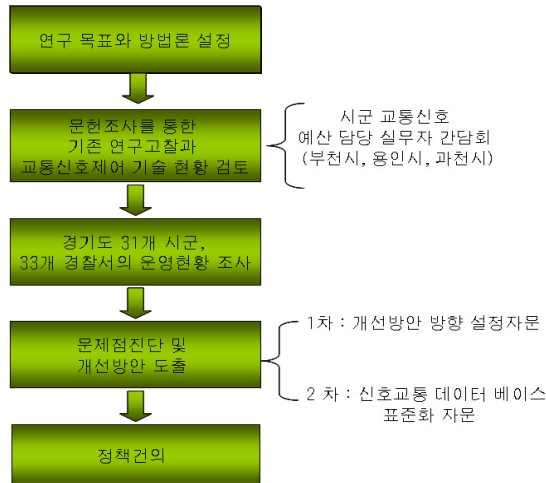 연구 목표와 방법론 설정
문헌조사를 통한
기존 연구고찰과
교통신호제어 기술 현황 검토
시군 교통신호
예산 담당 실무자 간담회
(부천시, 용인시, 과천시)
경기도 31개 시군,
33개 경찰서의 운영현황 조사
문제점진단 및
개선방안 도출
1차 : 개선방안 방향 설정자문
2 차 : 신호교통 데이터 베이스
표준화 자문
정책건의